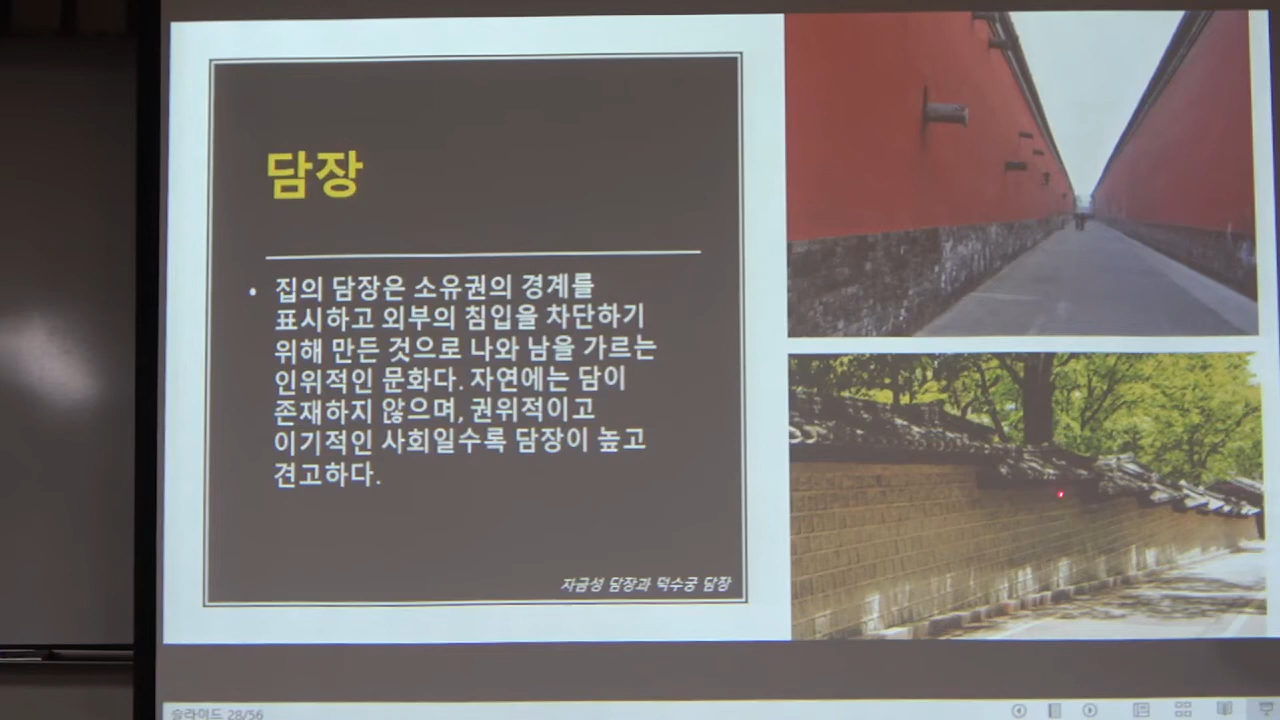 담장
• 집의 담장은 소유권의 경계를
표시하고 외부의 침입을 차단하기
위해 만든 것으로 나와 남을 가르는
인위적인 문화다. 자연에는 담이
존재하지 않으며, 권위적이고
이기적인 사회일수록 담장이 높고
견고하다.
자금성 담장과 덕수궁 담장
슬라이드 28/56